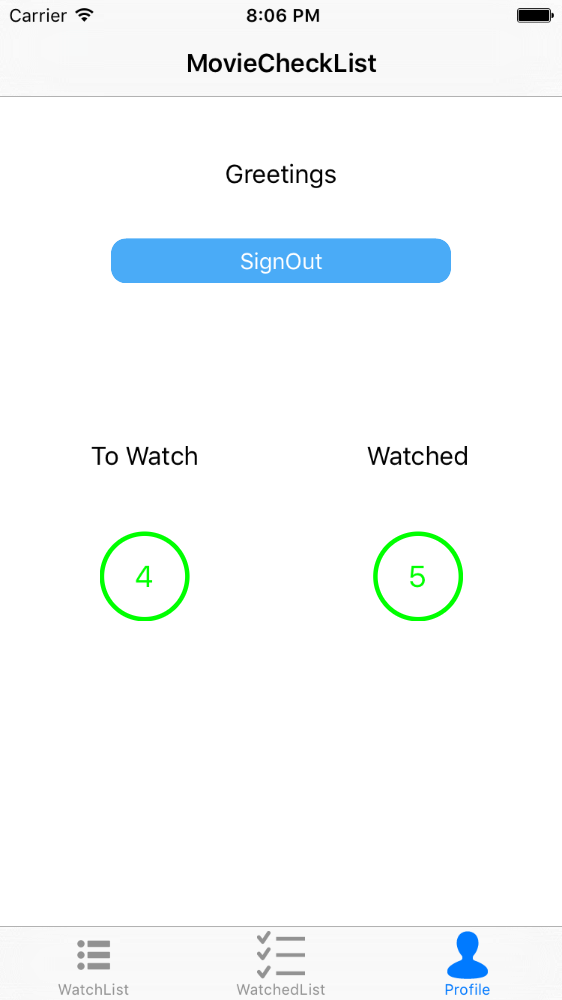 Carrier 8:06 PM
MovieCheckList
Greetings
SignOut
To Watch Watched
4 5
WatchList WatchedList Profile